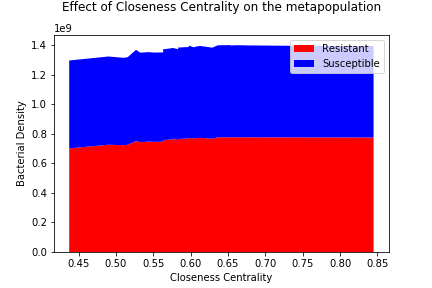 Effect of Closeness Centrality on the metapopulation
1e9
Resistant
Susceptible
1.4
1.2
1.0
0.8
0.6
0.4
0.2
0.0
Bacterial Density
0.45 0.50 0.55 0.60 0.65 0.70 0.75 0.80 0.85
Closeness Centrality